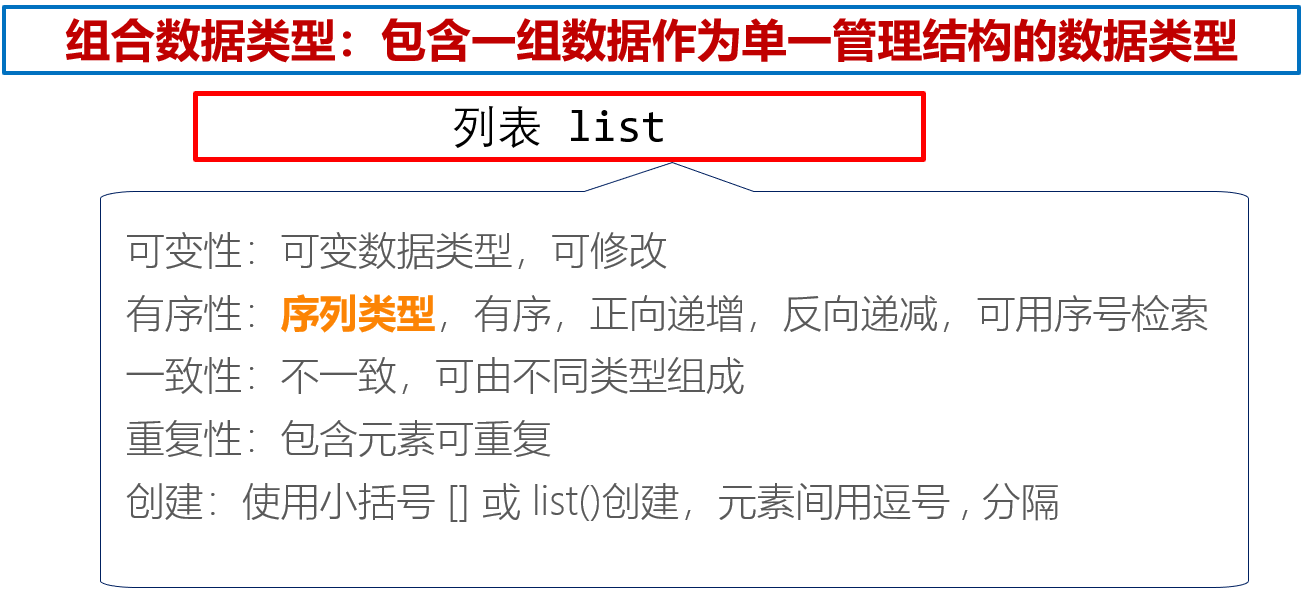 组合数据类型：包含一组数据作为单一管理结构的数据类型
列表 list
可变性：可变数据类型，可修改
有序性：序列类型，有序，正向递增，反向递减，可用序号检索
一致性：不一致，可由不同类型组成
重复性：包含元素可重复
创建：使用小括号 [] 或 list()创建，元素间用逗号 , 分隔